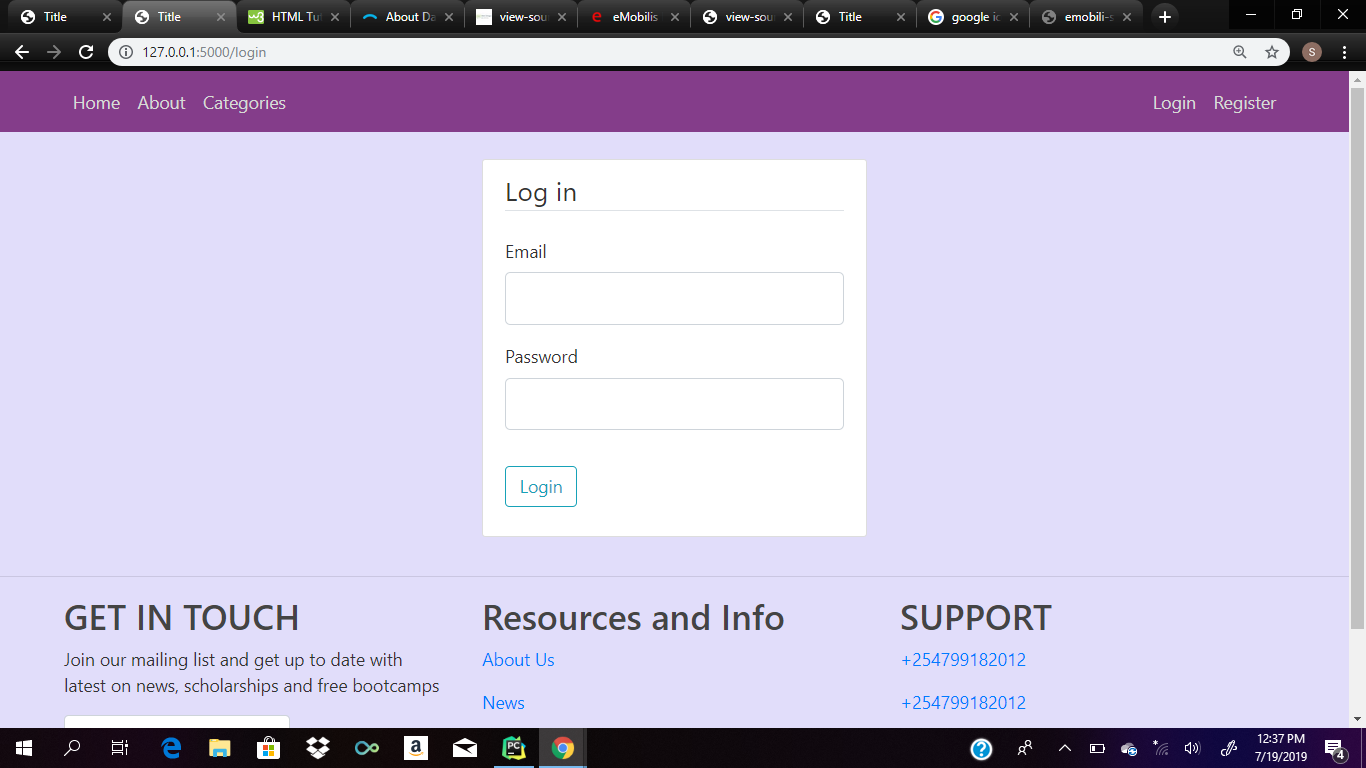 Title
Title
HTML Tut
About Da
view-sou
eMobilis
view-sou
Title
google ic
emobili-s
127.0.0.1:5000/login
S
Home About Categories
Login Register
Log in
Email
Password
Login
GET IN TOUCH
Join our mailing list and get up to date with
latest on news, scholarships and free bootcamps
Resources and Info
About Us
News
SUPPORT
+254799182012
+254799182012
12:37 PM
7/19/2019
4